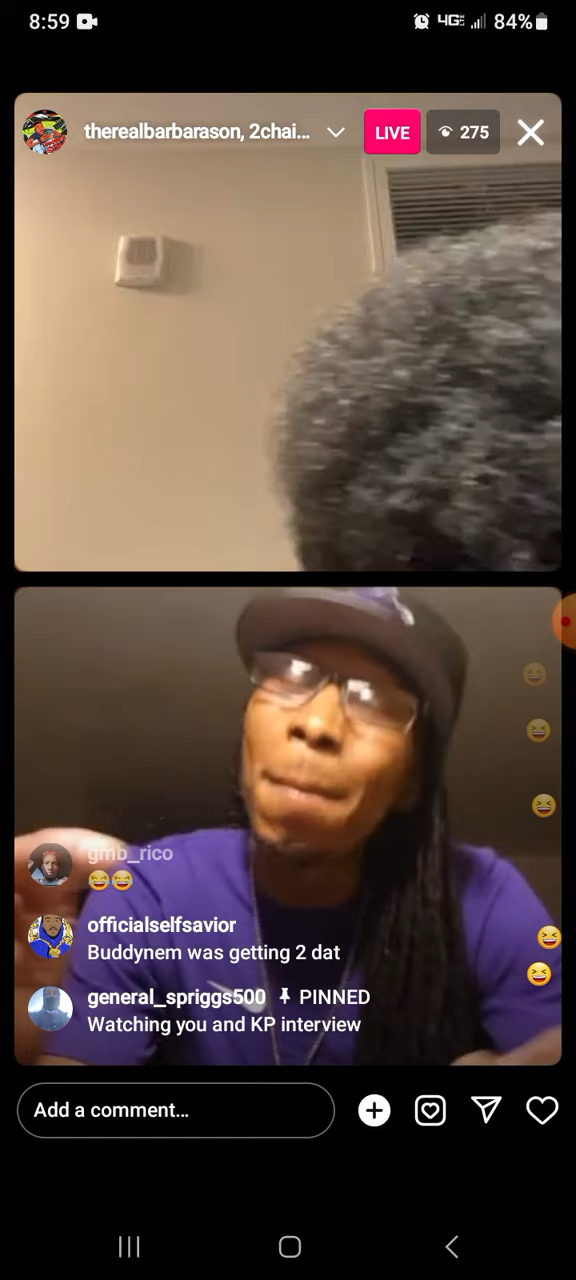 8:59
4GE 84%
therealbarbarason, 2chai...
LIVE
275
gmb_rico
😆😂
officialselfsavior
Buddynem was getting 2 dat
general_spriggs500 PINNED
Watching you and KP interview
Add a comment...